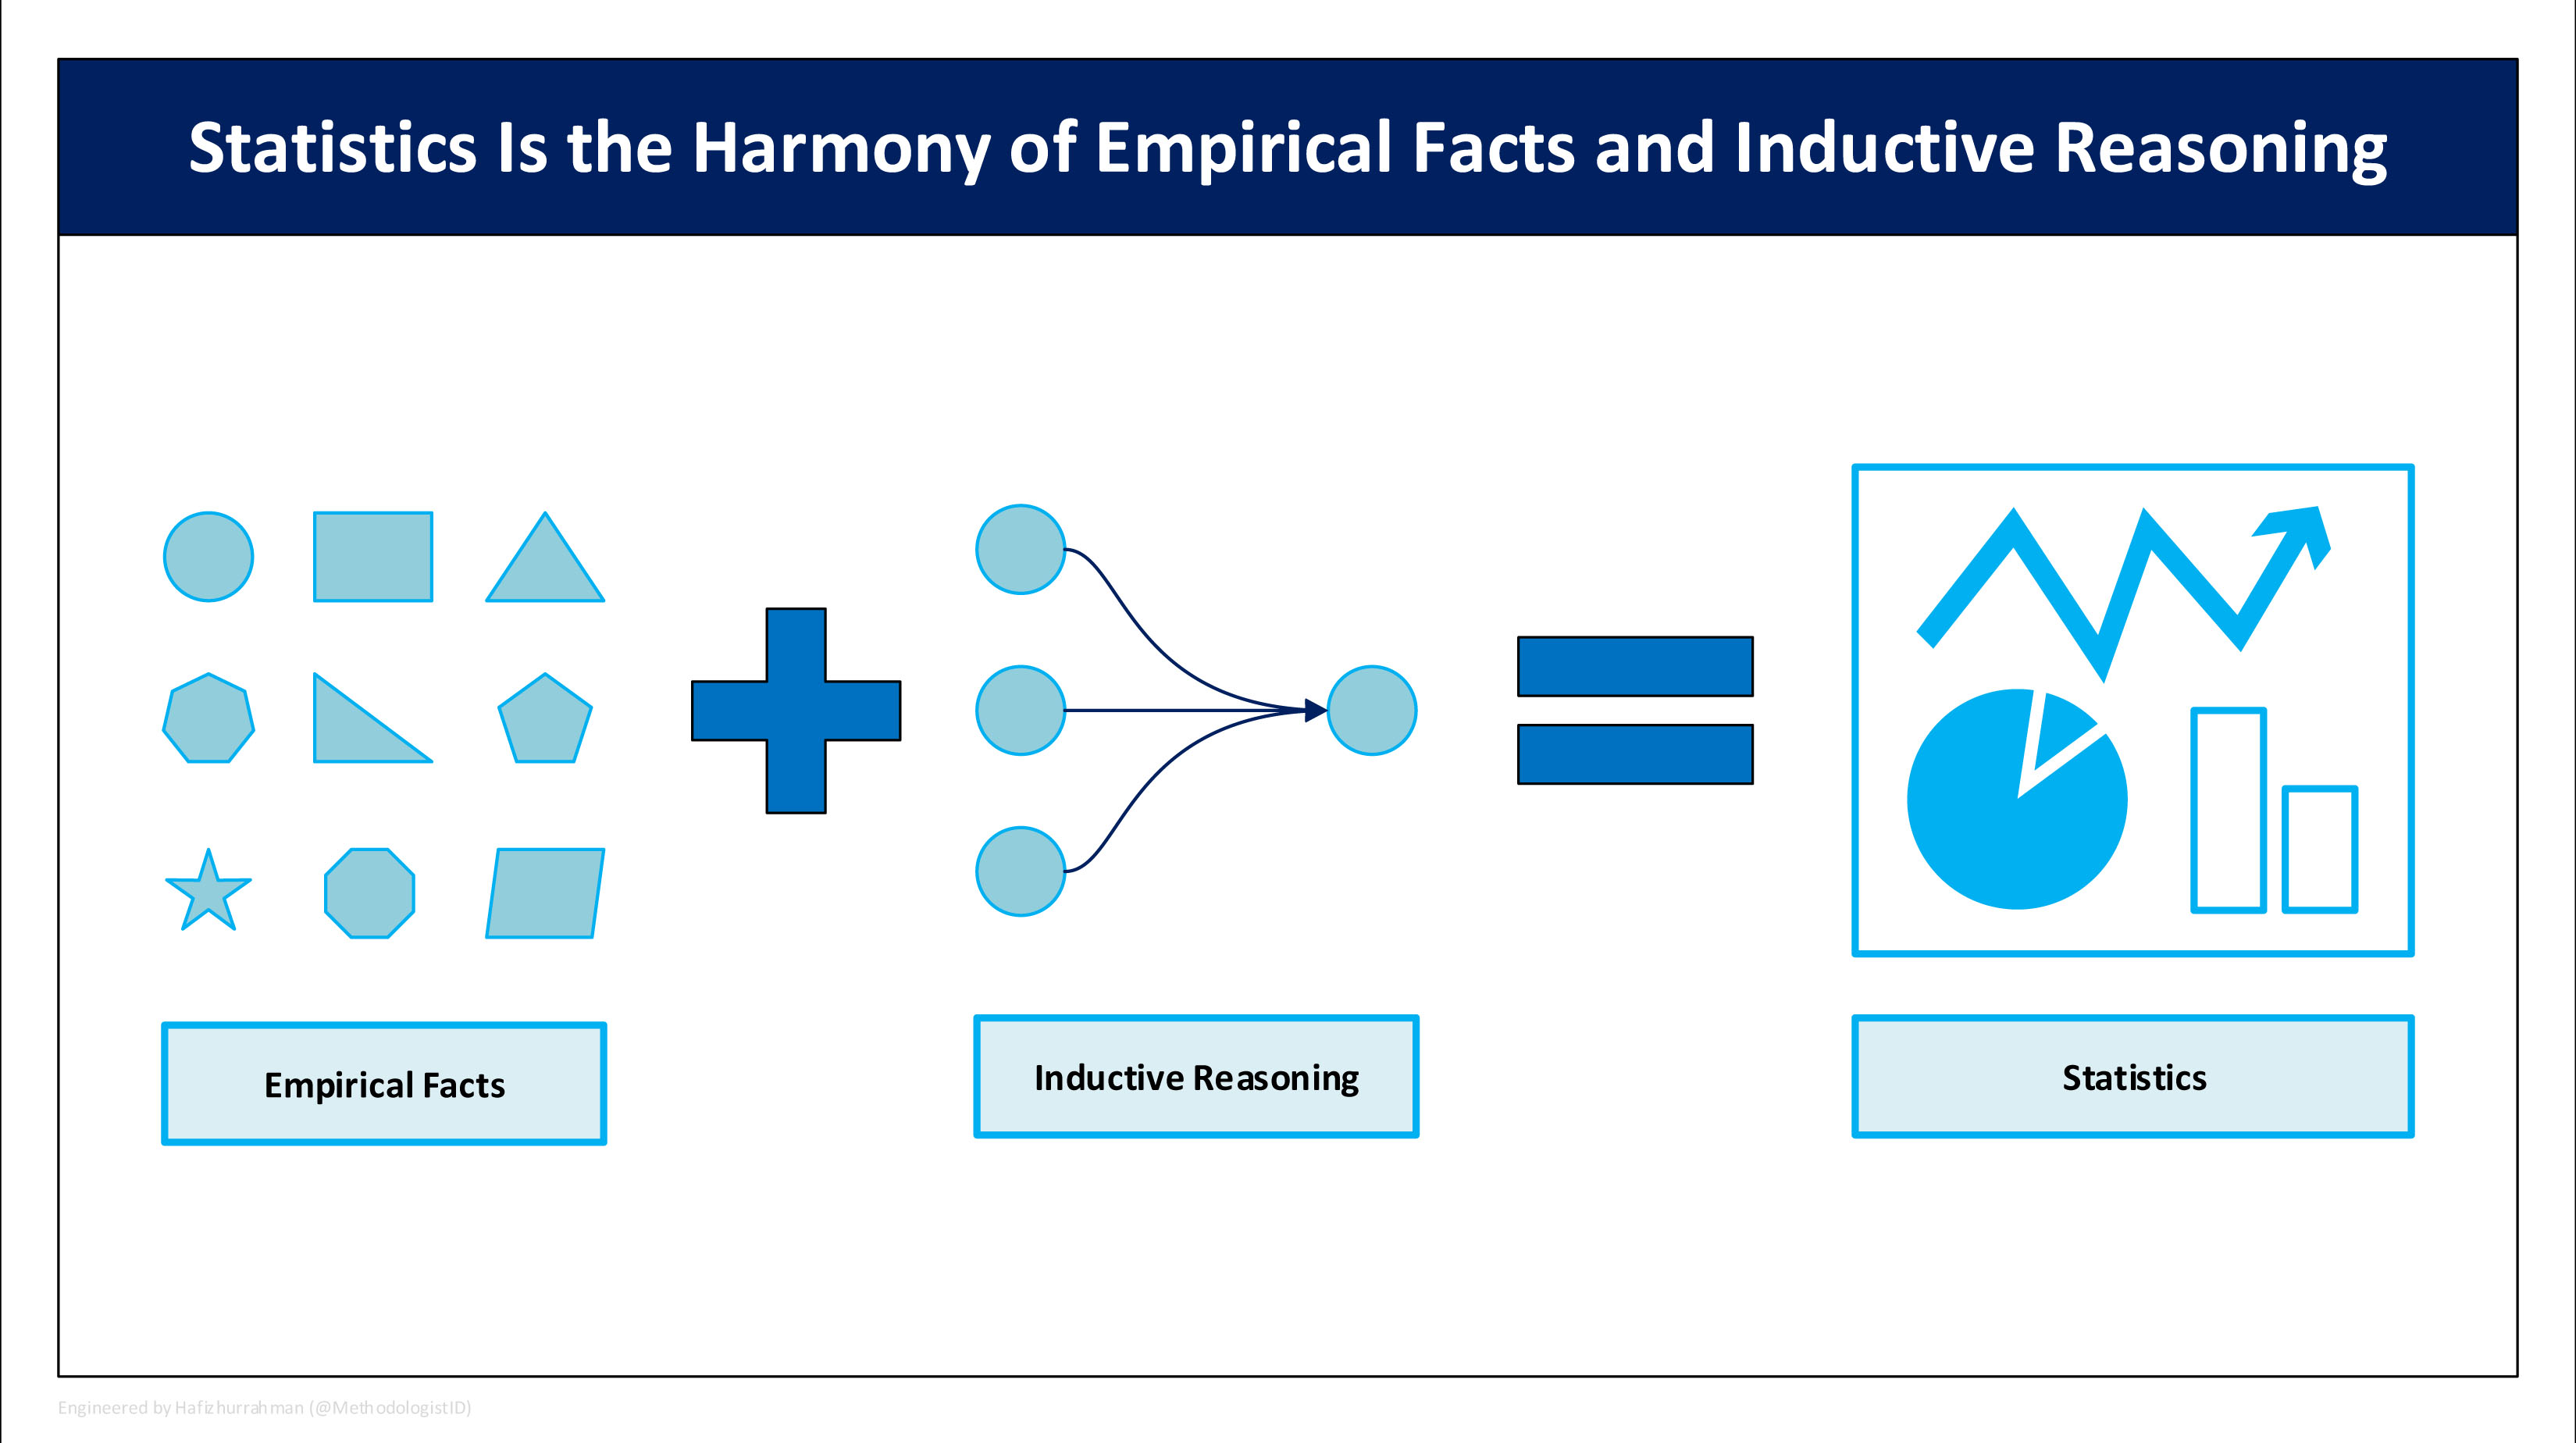 Statistics Is the Harmony of Empirical Facts and Inductive Reasoning
Empirical Facts
Inductive Reasoning
Statistics
Engineered by Hafizhurrahman (@MethodologistID)